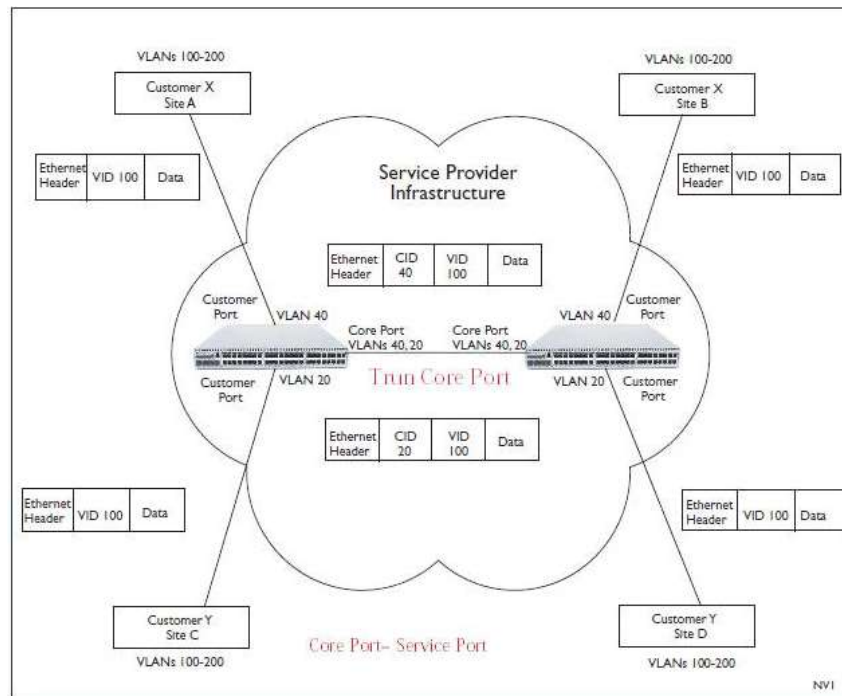 VLANs 100-200
VLANs 100-200
Customer X
Site A
Customer X
Site B
Ethernet
Header
VID 100
Data
Service Provider
Infrastructure
Ethernet
Header
VID 100
Data
Ethernet
Header
CID
40
VID
100
Data
Customer
Port
VLAN 40
VLAN 40
Customer
Port
Core Port
VLANs 40, 20
Core Port
VLANs 40, 20
Customer
Port
VLAN 20
Trun Core Port
VLAN 20
Customer
Port
Ethernet
Header
CID
20
VID
100
Data
Ethernet
Header
VID 100
Data
Ethernet
Header
VID 100
Data
Customer Y
Site C
VLANs 100-200
Core Port– Service Port
Customer Y
Site D
VLANs 100-200
NV1